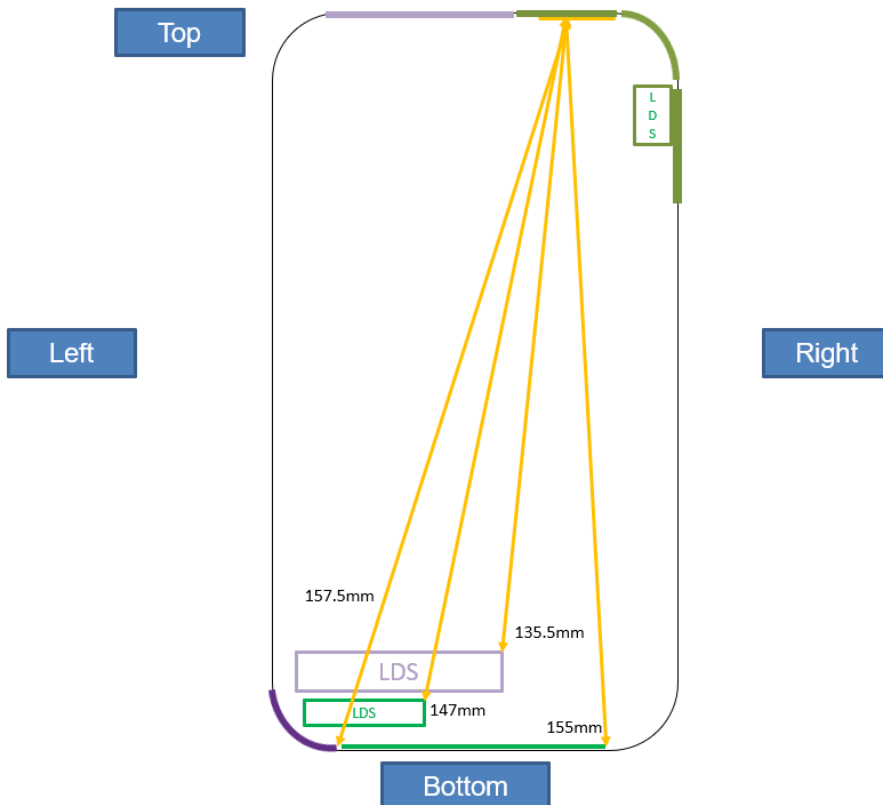 Top
L
D
S
Left
Right
157.5mm
135.5mm
LDS
LDS
147mm
155mm
Bottom